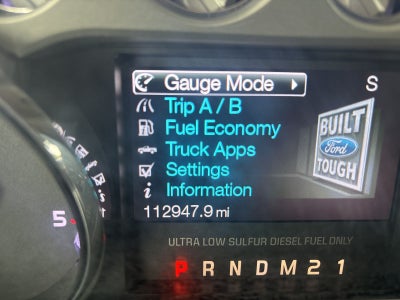 Gauge Mode
S
Trip A / B
Fuel Economy
Truck Apps
Settings
Information
BUILT
Ford
TOUGH
112947.9 mi
5
ULTRA LOW SULFUR DIESEL FUEL ONLY
P R N D M 2 1